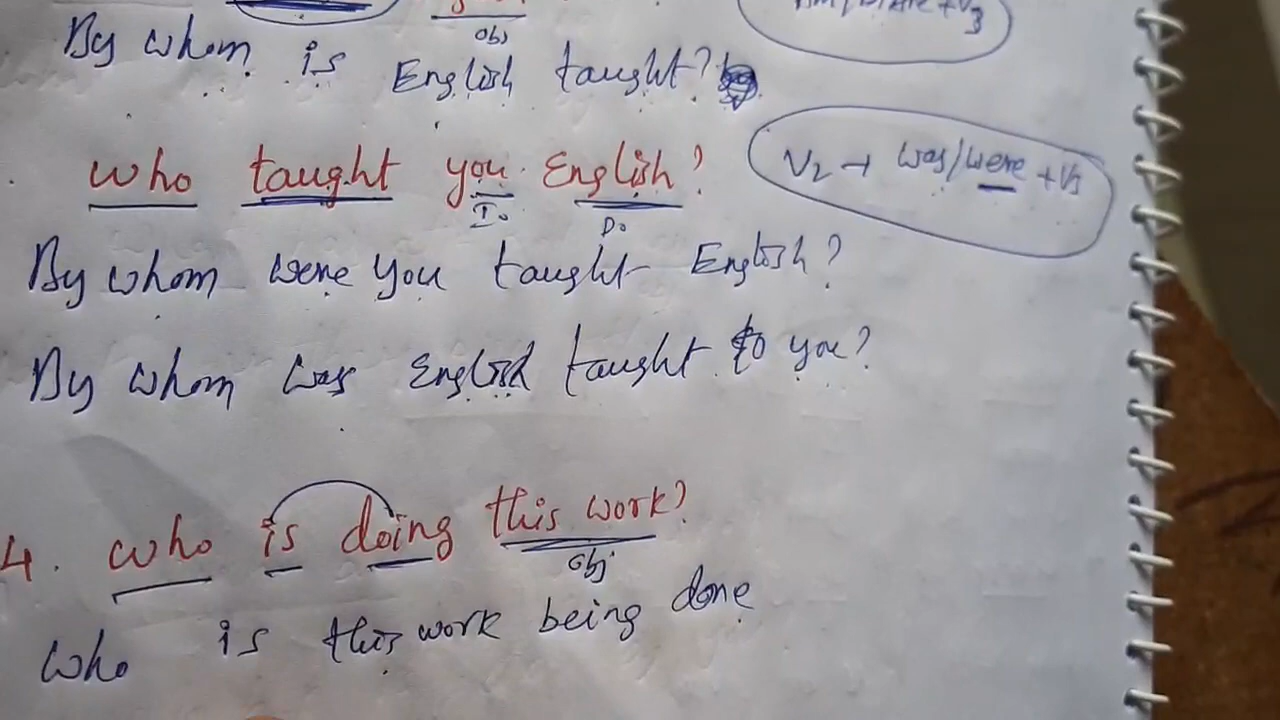 obj
By whom is English taught?
who taught you English?
V2 → was/were + V3
I.
D.
By whom were you taught English?
By whom was English taught to you?
4. who is doing this work?
obj
who is this work being done